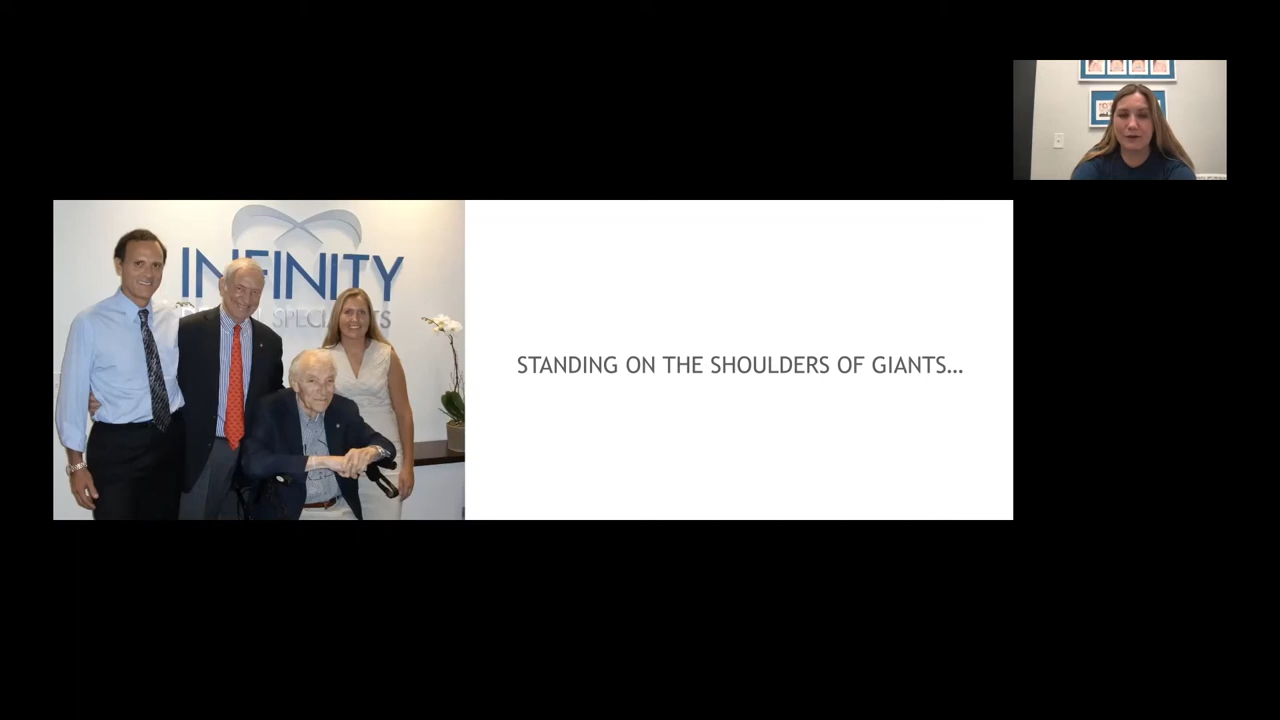 INFINITY
STANDING ON THE SHOULDERS OF GIANTS...